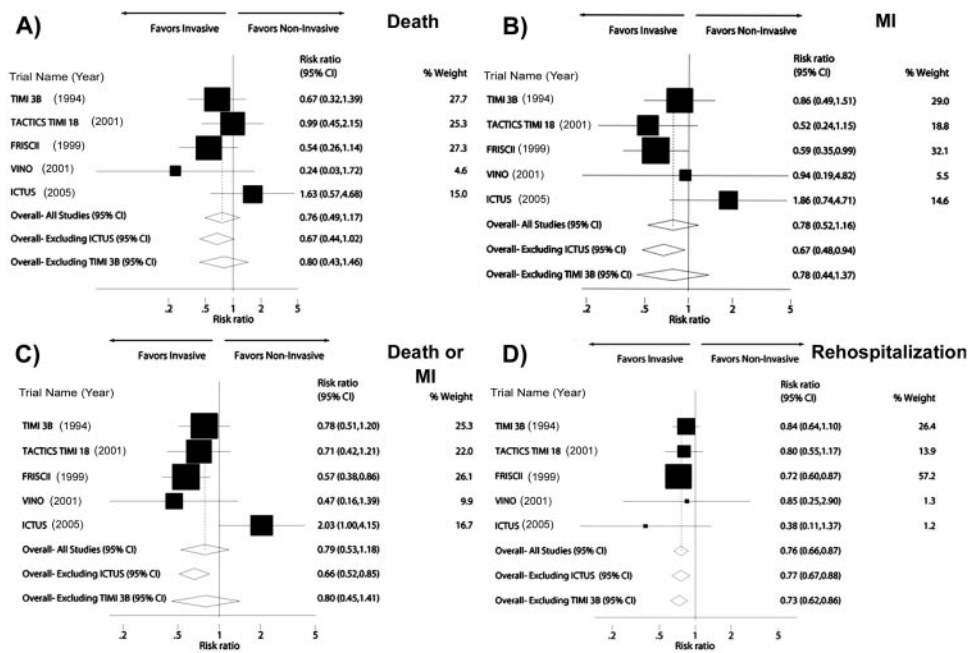 A)
Favors Invasive Favors Non-Invasive
Death
Trial Name (Year) Risk ratio (95% CI) % Weight
TIMI 3B (1994) 0.67 (0.32,1.39) 27.7
TACTICS TIMI 18 (2001) 0.99 (0.45,2.15) 25.3
FRISCII (1999) 0.54 (0.26,1.14) 27.3
VINO (2001) 0.24 (0.03,1.72) 4.6
ICTUS (2005) 1.63 (0.57,4.68) 15.0
Overall- All Studies (95% CI) 0.76 (0.49,1.17)
Overall- Excluding ICTUS (95% CI) 0.67 (0.44,1.02)
Overall- Excluding TIMI 3B (95% CI) 0.80 (0.43,1.46)
.2 .5 1 2 5
Risk ratio
B)
Favors Invasive Favors Non-Invasive
MI
Trial Name (Year) Risk ratio (95% CI) % Weight
TIMI 3B (1994) 0.86 (0.49,1.51) 29.0
TACTICS TIMI 18 (2001) 0.52 (0.24,1.15) 18.8
FRISCII (1999) 0.59 (0.35,0.99) 32.1
VINO (2001) 0.94 (0.19,4.82) 5.5
ICTUS (2005) 1.86 (0.74,4.71) 14.6
Overall- All Studies (95% CI) 0.78 (0.52,1.16)
Overall- Excluding ICTUS (95% CI) 0.67 (0.48,0.94)
Overall- Excluding TIMI 3B (95% CI) 0.78 (0.44,1.37)
.2 .5 1 2 5
Risk ratio
C)
Favors Invasive Favors Non-Invasive
Death or
MI
Trial Name (Year) Risk ratio (95% CI) % Weight
TIMI 3B (1994) 0.78 (0.51,1.20) 25.3
TACTICS TIMI 18 (2001) 0.71 (0.42,1.21) 22.0
FRISCII (1999) 0.57 (0.38,0.86) 26.1
VINO (2001) 0.47 (0.16,1.39) 9.9
ICTUS (2005) 2.03 (1.00,4.15) 16.7
Overall- All Studies (95% CI) 0.79 (0.53,1.18)
Overall- Excluding ICTUS (95% CI) 0.66 (0.52,0.85)
Overall- Excluding TIMI 3B (95% CI) 0.80 (0.45,1.41)
.2 .5 1 2 5
Risk ratio
D)
Favors Invasive Favors Non-Invasive
Rehospitalization
Trial Name (Year) Risk ratio (95% CI) % Weight
TIMI 3B (1994) 0.84 (0.64,1.10) 26.4
TACTICS TIMI 18 (2001) 0.80 (0.55,1.17) 13.9
FRISCII (1999) 0.72 (0.60,0.87) 57.2
VINO (2001) 0.85 (0.25,2.90) 1.3
ICTUS (2005) 0.38 (0.11,1.37) 1.2
Overall- All Studies (95% CI) 0.76 (0.66,0.87)
Overall- Excluding ICTUS (95% CI) 0.77 (0.67,0.88)
Overall- Excluding TIMI 3B (95% CI) 0.73 (0.62,0.86)
.2 .5 1 2 5
Risk ratio